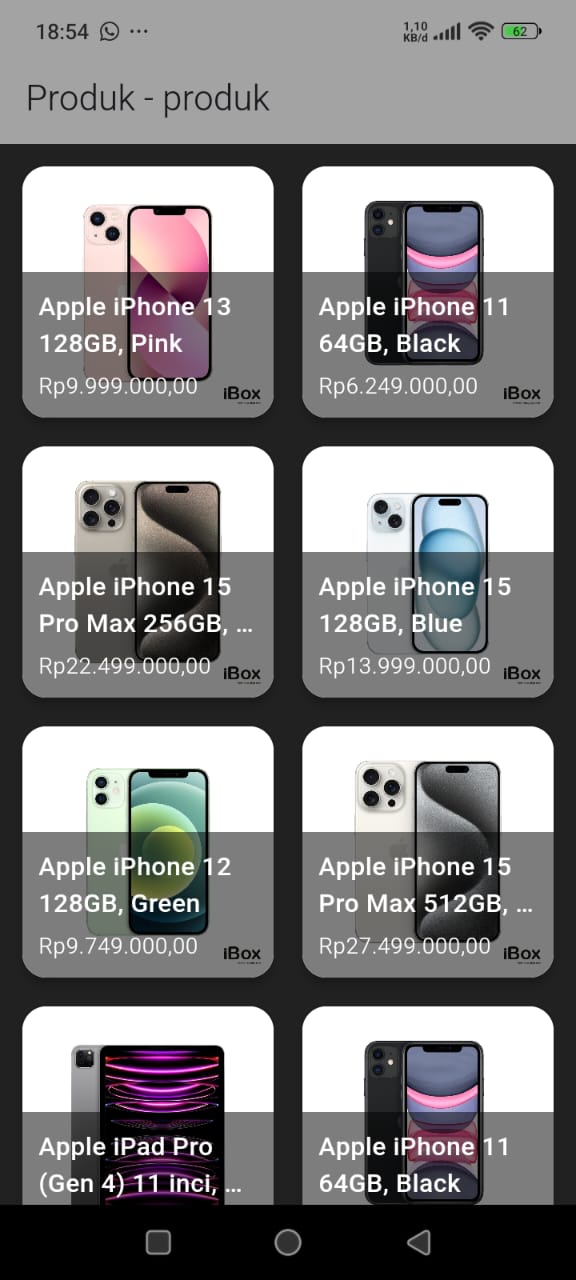 18:54
1,10
KB/d
62
Produk - produk
Apple iPhone 13
128GB, Pink
Rp9.999.000,00
iBox
Apple iPhone 11
64GB, Black
Rp6.249.000,00
iBox
Apple iPhone 15
Pro Max 256GB, ...
Rp22.499.000,00
iBox
Apple iPhone 15
128GB, Blue
Rp13.999.000,00
iBox
Apple iPhone 12
128GB, Green
Rp9.749.000,00
iBox
Apple iPhone 15
Pro Max 512GB, ...
Rp27.499.000,00
iBox
Apple iPad Pro
(Gen 4) 11 inci, ...
Apple iPhone 11
64GB, Black